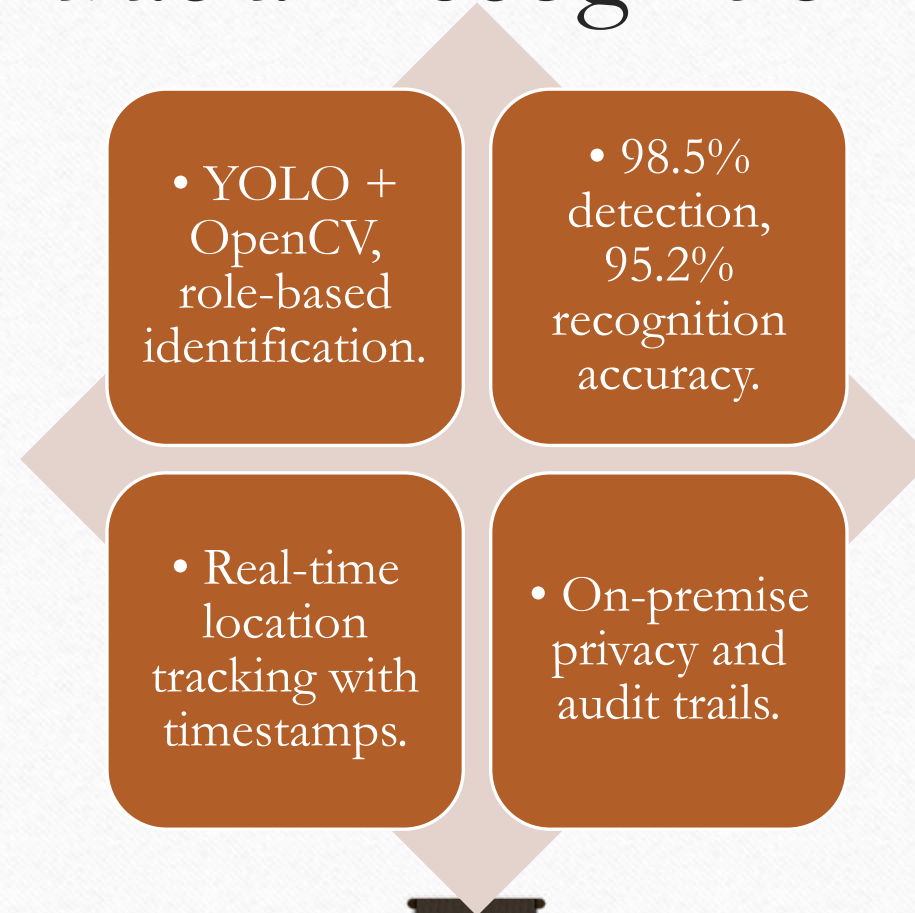 • YOLO +
OpenCV,
role-based
identification.
• 98.5%
detection,
95.2%
recognition
accuracy.
• Real-time
location
tracking with
timestamps.
• On-premise
privacy and
audit trails.